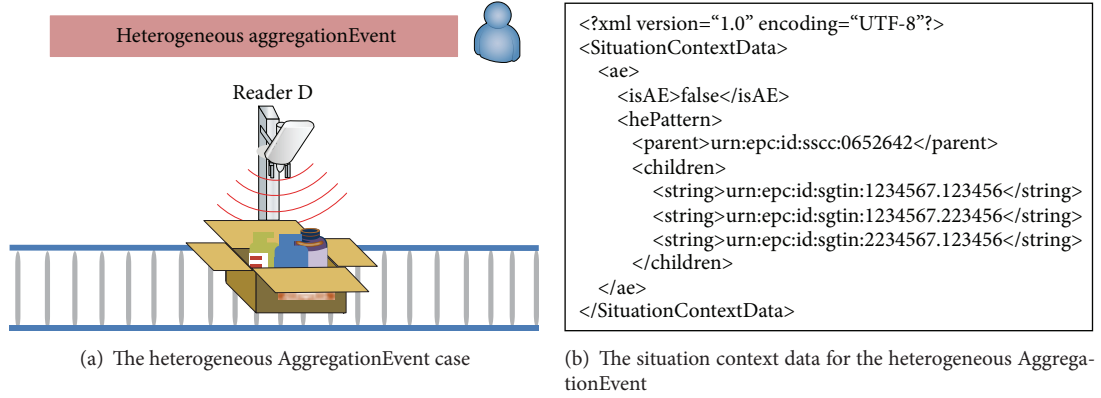 Heterogeneous aggregationEvent
Reader D
(a) The heterogeneous AggregationEvent case
<?xml version=“1.0” encoding=“UTF-8”?>
<SituationContextData>
<ae>
<isAE>false</isAE>
<hePattern>
<parent>urn:epc:id:sscc:0652642</parent>
<children>
<string>urn:epc:id:sgtin:1234567.123456</string>
<string>urn:epc:id:sgtin:1234567.223456</string>
<string>urn:epc:id:sgtin:2234567.123456</string>
</children>
</ae>
</SituationContextData>
(b) The situation context data for the heterogeneous Aggrega-
tionEvent